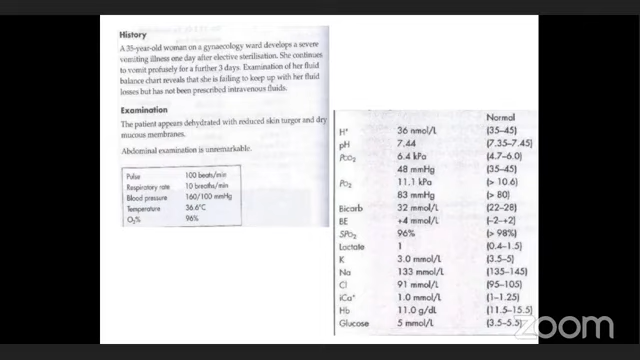 History
A 35-year-old woman on a gynaecology ward develops a severe
vomiting illness one day after elective sterilisation. She continues
to vomit profusely for a further 3 days. Examination of her fluid
balance chart reveals that she is failing to keep up with her fluid
losses but has not been prescribed intravenous fluids.
Examination
The patient appears dehydrated with reduced skin turgor and dry
mucous membranes.
Abdominal examination is unremarkable.
Pulse 100 beats/min
Respiratory rate 10 breaths/min
Blood pressure 160/100 mmHg
Temperature 36.6°C
O2% 96%
Normal
H+ 36 nmol/L (35–45)
pH 7.44 (7.35–7.45)
PCO2 6.4 kPa (4.7–6.0)
48 mmHg (35–45)
PO2 11.1 kPa (> 10.6)
83 mmHg (> 80)
Bicarb 32 mmol/L (22–28)
BE +4 mmol/L (-2–+2)
SPO2 96% (> 98%)
Lactate 1 (0.4–1.5)
K 3.0 mmol/L (3.5–5)
Na 133 mmol/L (135–145)
Cl 91 mmol/L (95–105)
iCa+ 1.0 mmol/L (1–1.25)
Hb 11.0 g/dL (11.5–15.5)
Glucose 5 mmol/L (3.5–5.5)
zoom